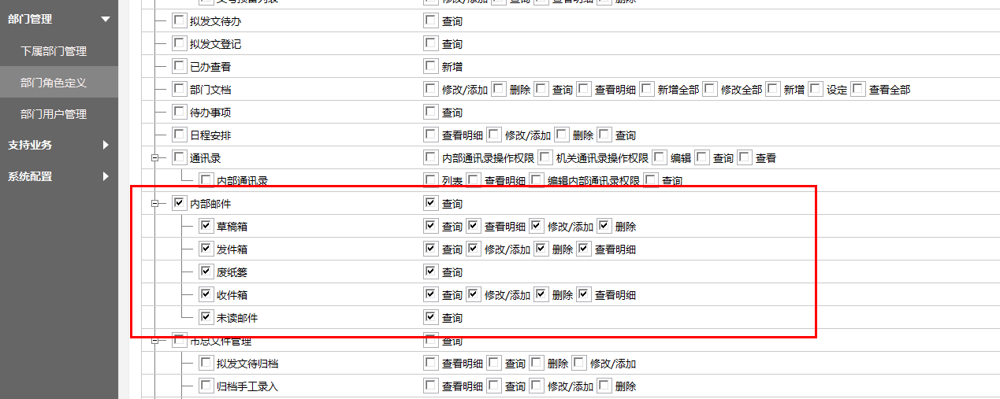 部门管理
下属部门管理
部门角色定义
部门用户管理
支持业务
系统配置
修改/添加 删除 查询 查看明细 删除
拟发文待办 查询
拟发文登记 查询
已办查看 新增
部门文档 修改/添加 删除 查询 查看明细 新增全部 修改全部 新增 设定 查看全部
待办事项 查询
日程安排 查看明细 修改/添加 删除 查询
通讯录 内部通讯录操作权限 机关通讯录操作权限 编辑 查询 查看
内部通讯录 列表 查看明细 编辑内部通讯录权限 查询
内部邮件 查询
草稿箱 查询 查看明细 修改/添加 删除
发件箱 查询 修改/添加 删除 查看明细
废纸篓 查询
收件箱 查询 修改/添加 删除 查看明细
未读邮件 查询
市总文件管理 查询
拟发文待归档 查看明细 查询 删除 修改/添加
归档手工录入 查看明细 查询 修改/添加 删除